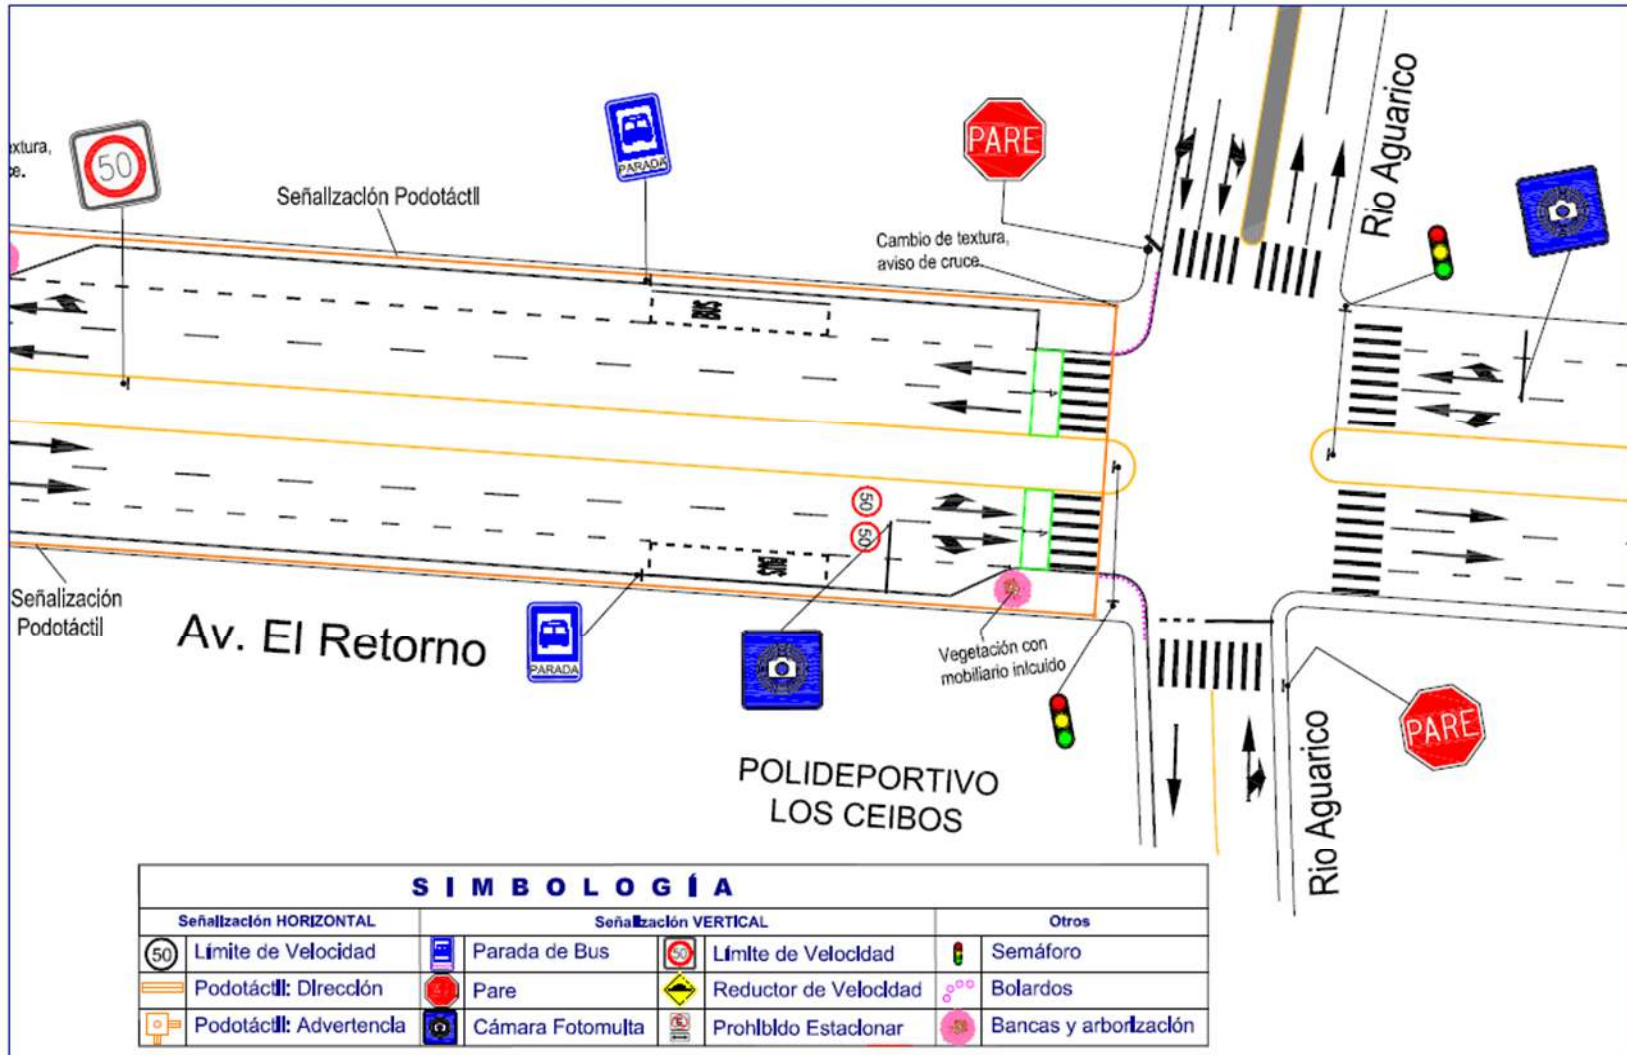 extura,
ce.
50
Señalización Podotáctil
PARADA
PARE
Cambio de textura,
aviso de cruce.
Rio Aguarico
BUS
50
50
BUS
Señalización
Podotáctil
Av. El Retorno
PARADA
Vegetación con
mobiliario inlcuido
PARE
POLIDEPORTIVO
LOS CEIBOS
Rio Aguarico
SIMBOLOGÍA
Señalización HORIZONTAL Señalización VERTICAL Otros
50 Límite de Velocidad Parada de Bus 50 Límite de Velocidad Semáforo
Podotáctil: Dirección Pare Reductor de Velocidad Bolardos
Podotáctil: Advertencia Cámara Fotomulta Prohibido Estacionar Bancas y arborización